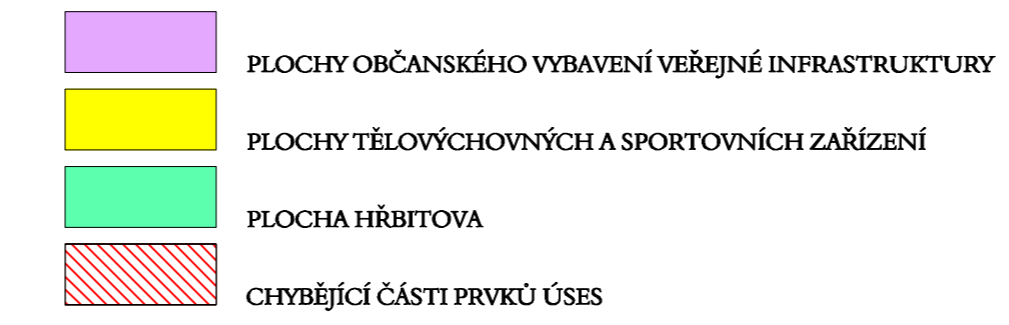 PLOCHY OBČANSKÉHO VYBAVENÍ VEŘEJNÉ INFRASTRUKTURY
PLOCHY TĚLOVÝCHOVNÝCH A SPORTOVNÍCH ZAŘÍZENÍ
PLOCHA HŘBITOVA
CHYBĚJÍCÍ ČÁSTI PRVKŮ ÚSES